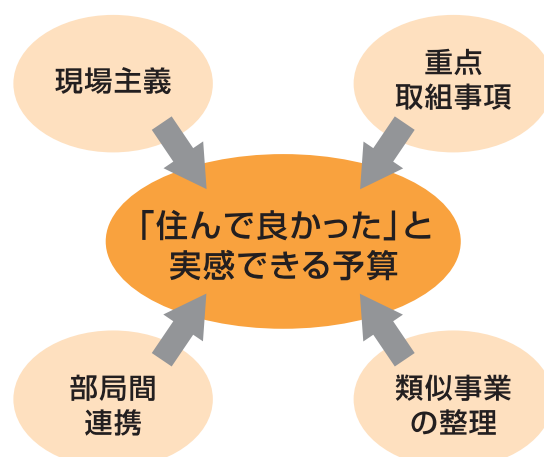 現場主義
重点
取組事項
「住んで良かった」と
実感できる予算
部局間
連携
類似事業
の整理